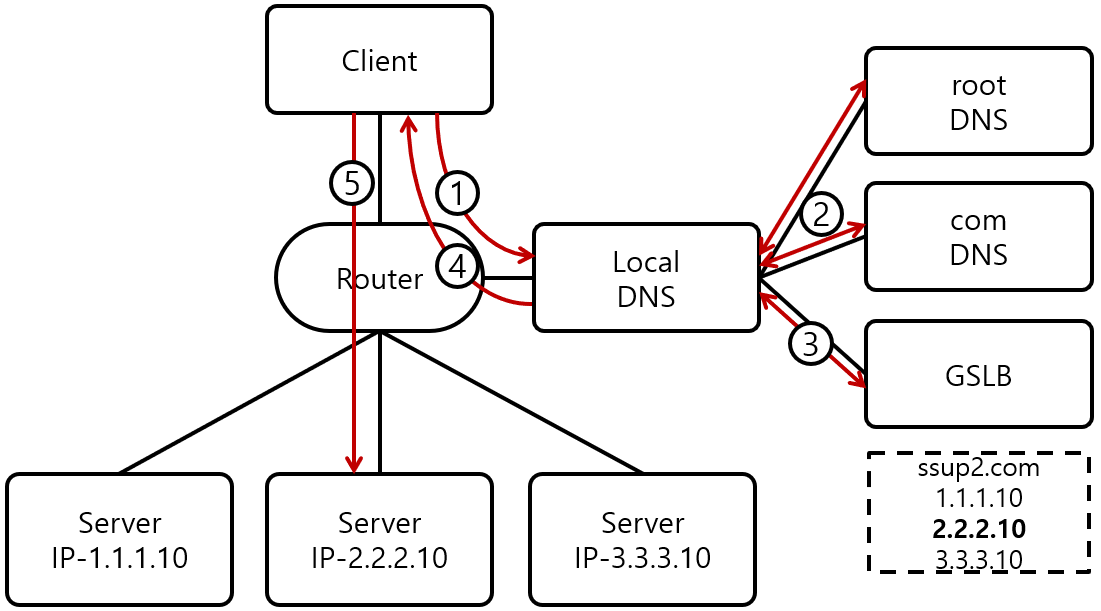 Client
root
DNS
5
1
2
com
DNS
4
Router
Local
DNS
3
GSLB
ssup2.com
1.1.1.10
2.2.2.10
3.3.3.10
Server
IP-1.1.1.10
Server
IP-2.2.2.10
Server
IP-3.3.3.10